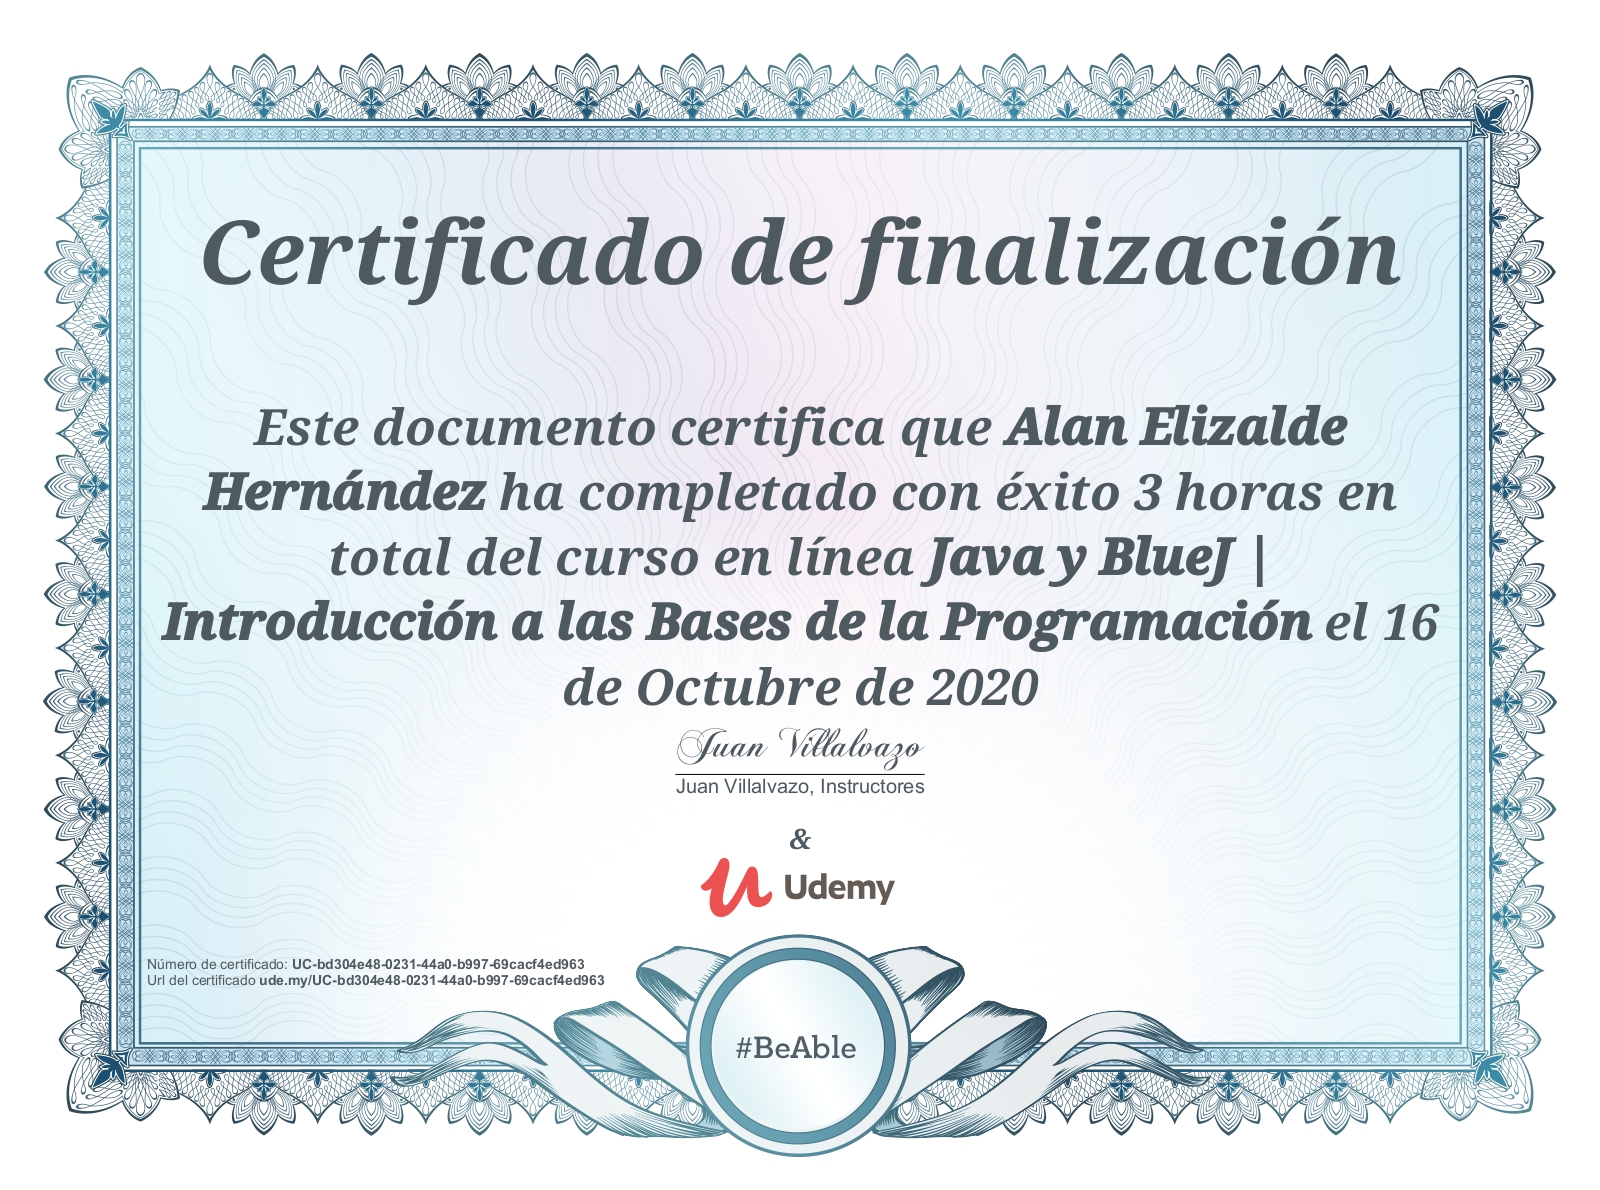 Certificado de finalización
Este documento certifica que Alan Elizalde
Hernández ha completado con éxito 3 horas en
total del curso en línea Java y BlueJ |
Introducción a las Bases de la Programación el 16
de Octubre de 2020
Juan Villalvazo
Juan Villalvazo, Instructores
&
Udemy
Número de certificado: UC-bd304e48-0231-44a0-b997-69cacf4ed963
Url del certificado ude.my/UC-bd304e48-0231-44a0-b997-69cacf4ed963
#BeAble